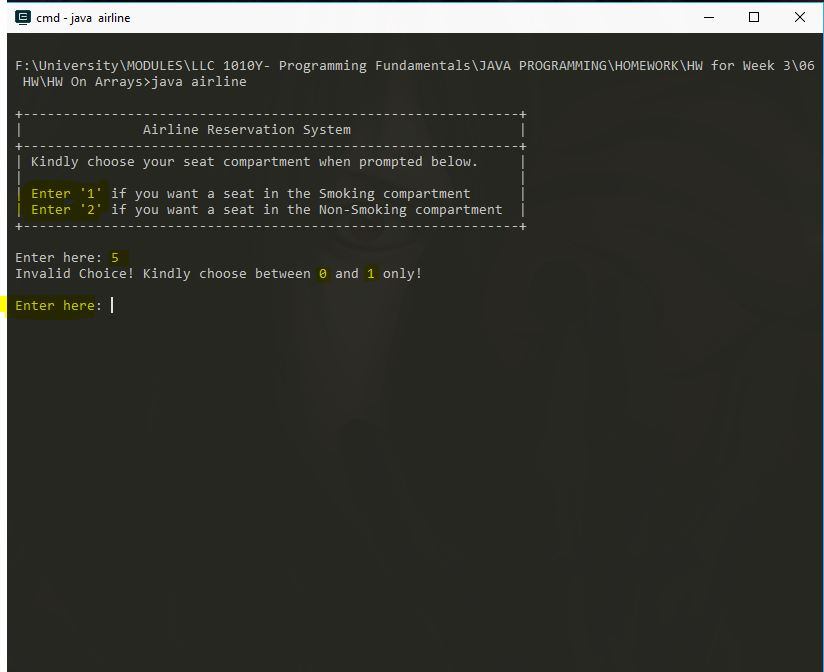 cmd - java  airline
F:\University\MODULES\LLC 1010Y- Programming Fundamentals\JAVA PROGRAMMING\HOMEWORK\HW for Week 3\06
 HW\HW On Arrays>java airline
+--------------------------------------------------------------+
|               Airline Reservation System                     |
+--------------------------------------------------------------+
| Kindly choose your seat compartment when prompted below.     |
|                                                              |
| Enter '1' if you want a seat in the Smoking compartment      |
| Enter '2' if you want a seat in the Non-Smoking compartment  |
+--------------------------------------------------------------+
Enter here: 5
Invalid Choice! Kindly choose between 0 and 1 only!
Enter here: